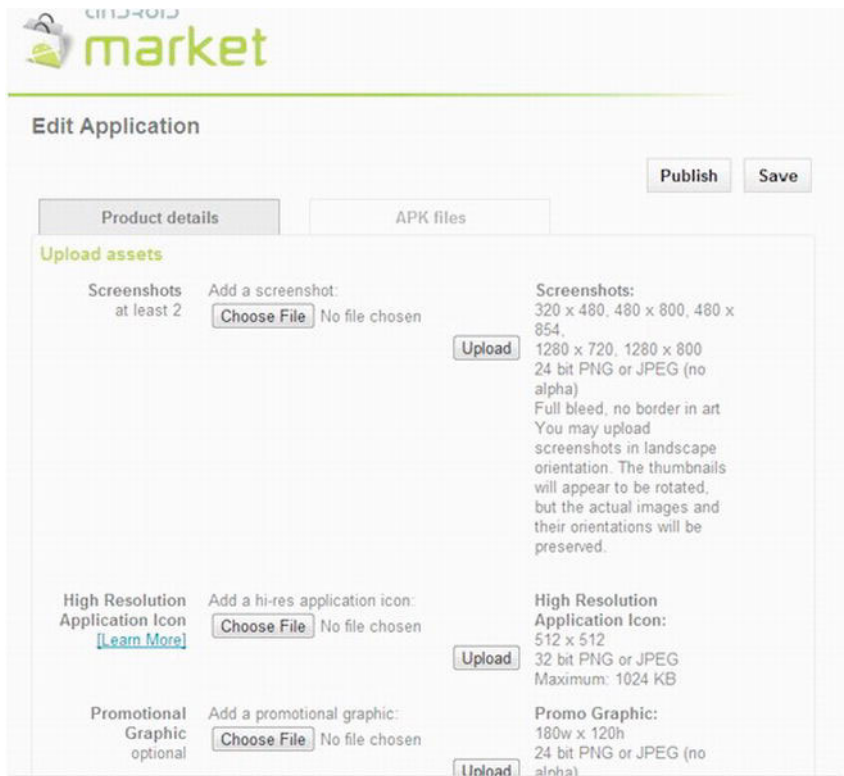 market
Edit Application
Publish Save
Product details APK files
Upload assets
Screenshots
at least 2
Add a screenshot:
Choose File No file chosen
Upload
Screenshots:
320 x 480, 480 x 800, 480 x
854,
1280 x 720, 1280 x 800
24 bit PNG or JPEG (no
alpha)
Full bleed, no border in art
You may upload
screenshots in landscape
orientation. The thumbnails
will appear to be rotated,
but the actual images and
their orientations will be
preserved.
High Resolution
Application Icon
[Learn More]
Add a hi-res application icon:
Choose File No file chosen
Upload
High Resolution
Application Icon:
512 x 512
32 bit PNG or JPEG
Maximum: 1024 KB
Promotional
Graphic
optional
Add a promotional graphic:
Choose File No file chosen
Upload
Promo Graphic:
180w x 120h
24 bit PNG or JPEG (no
alpha)